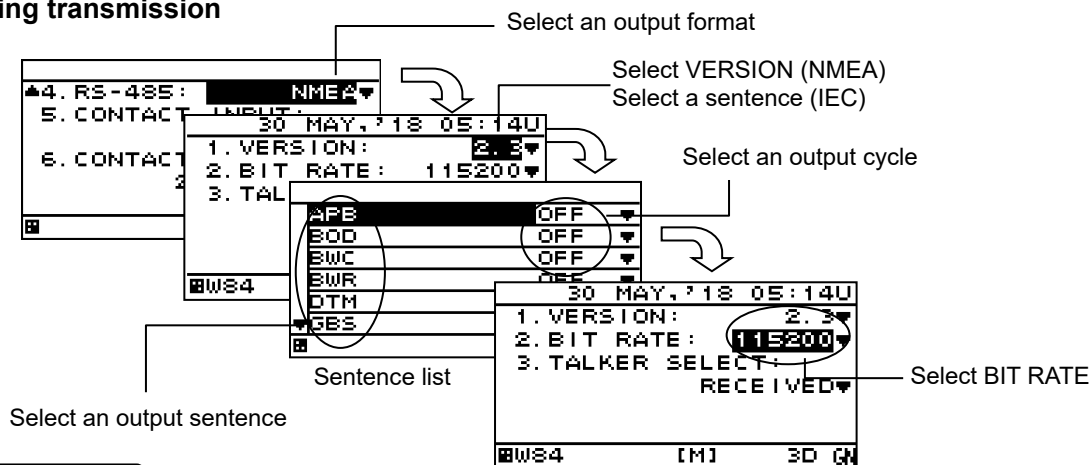 ing transmission
Select an output format
4. RS-485: NMEA
5. CONTACT INPUT:
6. CONTACT
2
Select VERSION (NMEA)
Select a sentence (IEC)
30 MAY,'18 05:14U
1. VERSION: 2.3
2. BIT RATE: 115200
3. TAL
W84
Select an output cycle
APB OFF
BOD OFF
BWC OFF
BWR OFF
DTM
GBS
Sentence list
Select an output sentence
30 MAY,'18 05:14U
1. VERSION: 2.3
2. BIT RATE: 115200
3. TALKER SELECT:
RECEIVED
Select BIT RATE
W84 [M] 3D GN